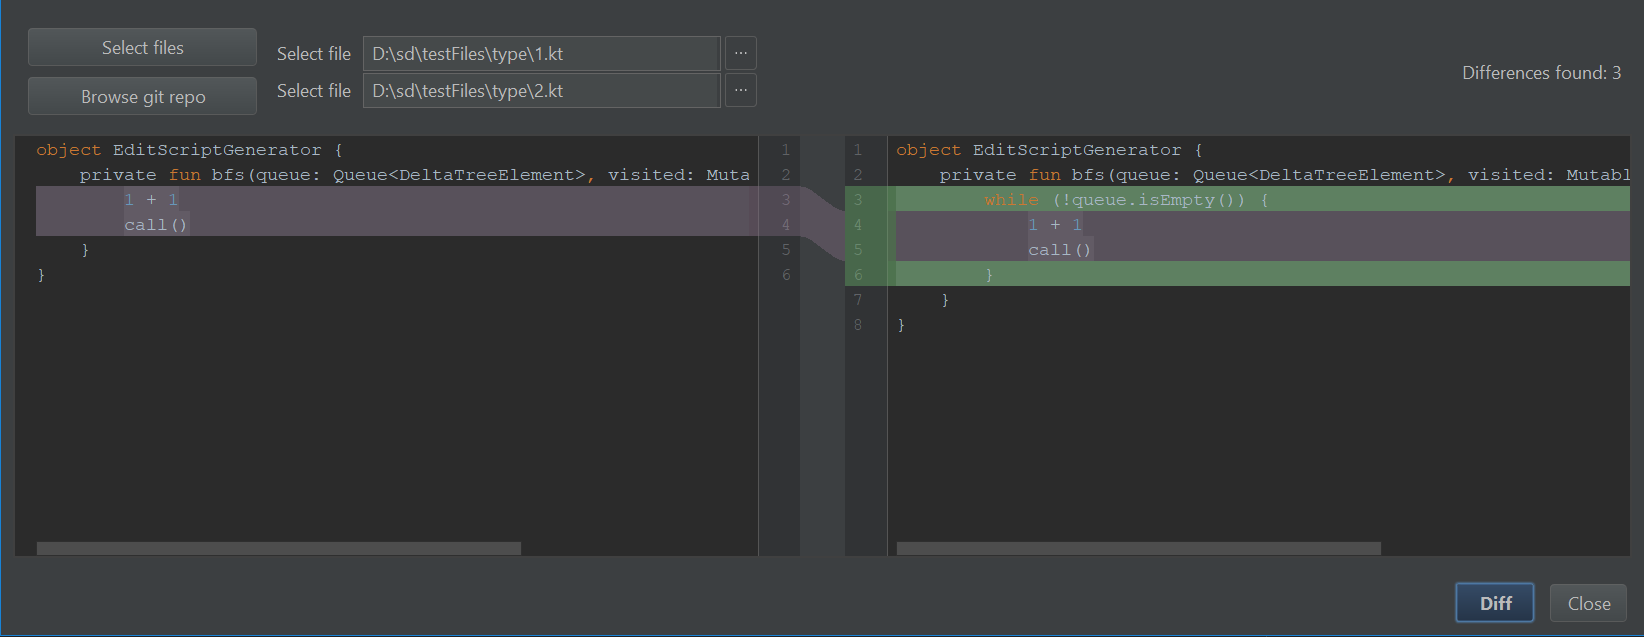 Select files
Select file D:\sd\testFiles\type\1.kt ...
Browse git repo
Select file D:\sd\testFiles\type\2.kt ...
Differences found: 3
object EditScriptGenerator { 1
private fun bfs(queue: Queue<DeltaTreeElement>, visited: Muta 2
1 + 1 3
call() 4
} 5
} 6
1 object EditScriptGenerator {
2 private fun bfs(queue: Queue<DeltaTreeElement>, visited: Mutabl
3 while (!queue.isEmpty()) {
4 1 + 1
5 call()
6 }
7 }
8 }
Diff Close